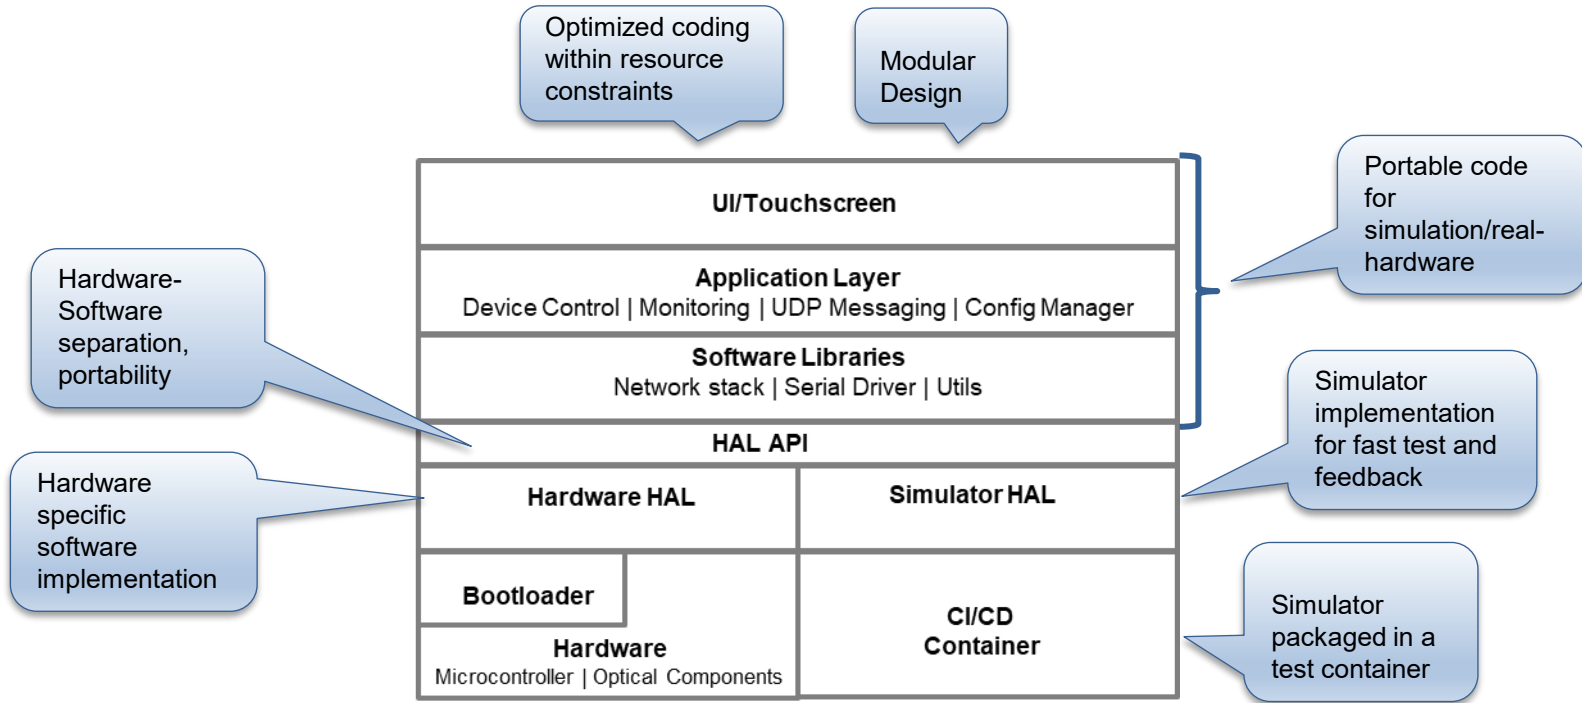 Optimized coding
within resource
constraints
Modular
Design
Portable code
for
simulation/real-
hardware
Hardware-
Software
separation,
portability
Hardware
specific
software
implementation
UI/Touchscreen
Application Layer
Device Control | Monitoring | UDP Messaging | Config Manager
Software Libraries
Network stack | Serial Driver | Utils
HAL API
Hardware HAL
Simulator HAL
Bootloader
Hardware
Microcontroller | Optical Components
CI/CD
Container
Simulator
implementation
for fast test and
feedback
Simulator
packaged in a
test container